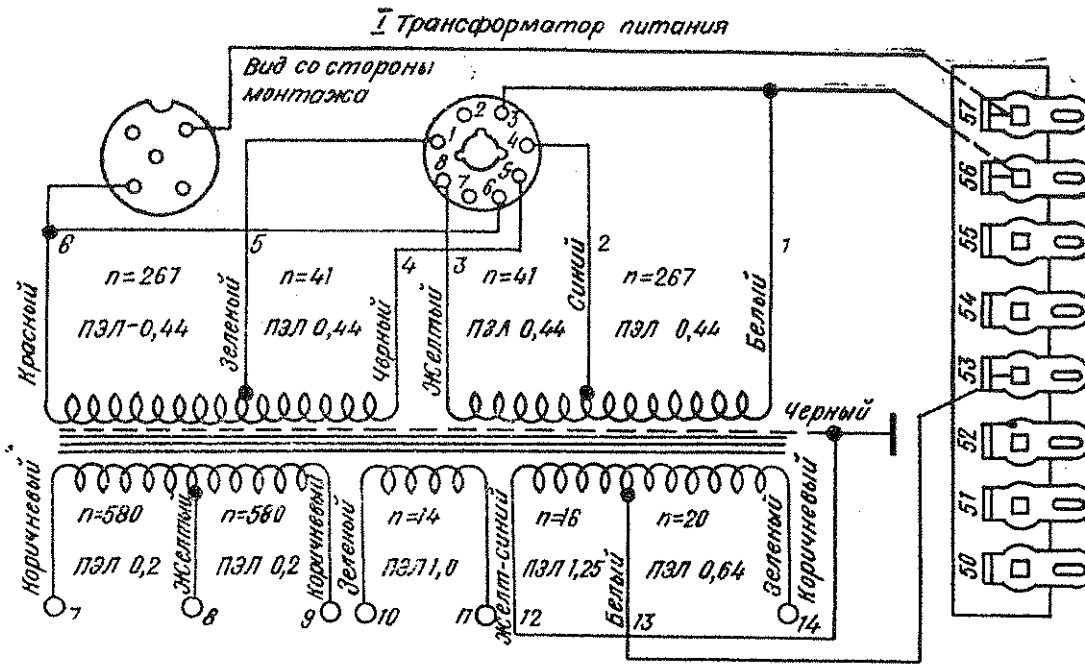 I Трансформатор питания
Вид со стороны
монтажа
1
2
3
4
5
6
7
8
57
56
55
54
53
52
51
50
6
5
4
3
2
1
Красный
n=267
ПЭЛ-0,44
Зеленый
n=41
ПЭЛ 0,44
Черный
Желтый
n=41
ПЭЛ 0,44
Синий
n=267
ПЭЛ 0,44
Белый
Черный
Коричневый
n=580
ПЭЛ 0,2
Желтый
n=580
ПЭЛ 0,2
Коричневый
Зеленый
n=14
ПЭЛ 1,0
Желт-синий
n=16
ПЭЛ 1,25
Белый
n=20
ПЭЛ 0,64
Зеленый
Коричневый
7
8
9
10
П
12
13
14